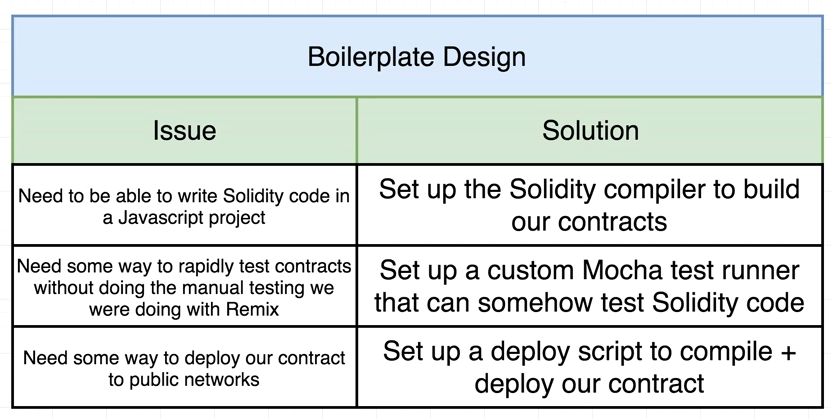 Boilerplate Design
Issue
Solution
Need to be able to write Solidity code in
a Javascript project
Set up the Solidity compiler to build
our contracts
Need some way to rapidly test contracts
without doing the manual testing we
were doing with Remix
Set up a custom Mocha test runner
that can somehow test Solidity code
Need some way to deploy our contract
to public networks
Set up a deploy script to compile +
deploy our contract